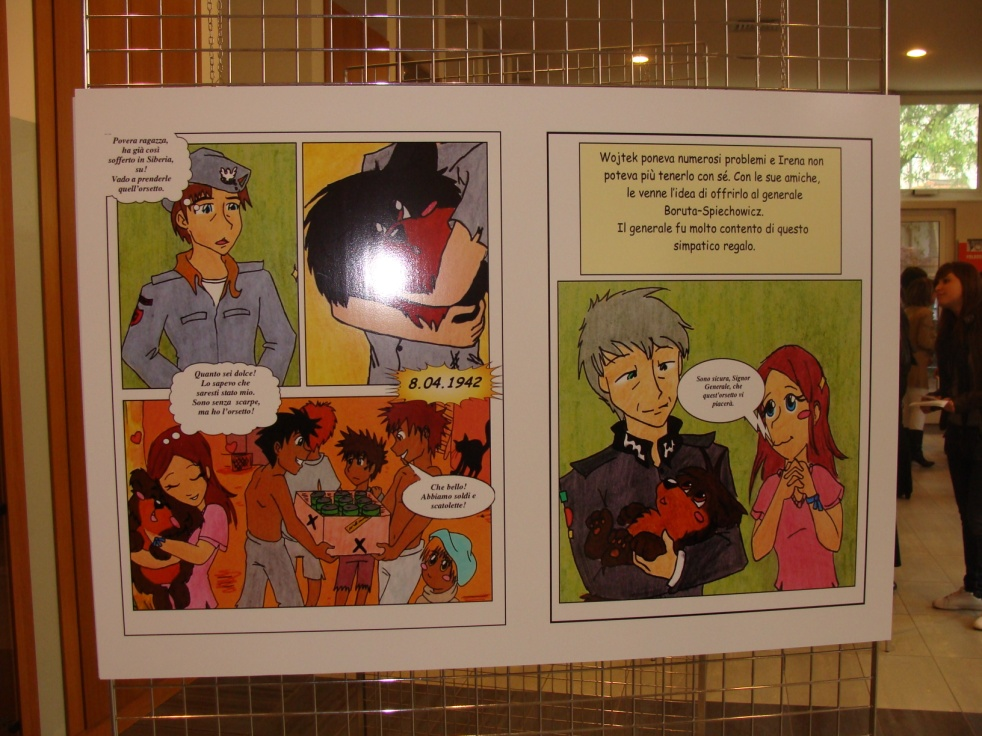 Povera ragazza,
ha già così
sofferto in Siberia,
su!
Vado a prenderle
quell'orsetto.
Quanto sei dolce!
Lo sapevo che
saresti stato mio.
Sono senza scarpe,
ma ho l'orsetto!
8.04.1942
Che bello!
Abbiamo soldi e
scatolette!
X
X
Wojtek poneva numerosi problemi e Irena non
poteva più tenerlo con sé. Con le sue amiche,
le venne l'idea di offrirlo al generale
Boruta-Spiechowicz.
Il generale fu molto contento di questo
simpatico regalo.
Sono sicura, Signor
Generale, che
quest'orsetto vi
piacerà.